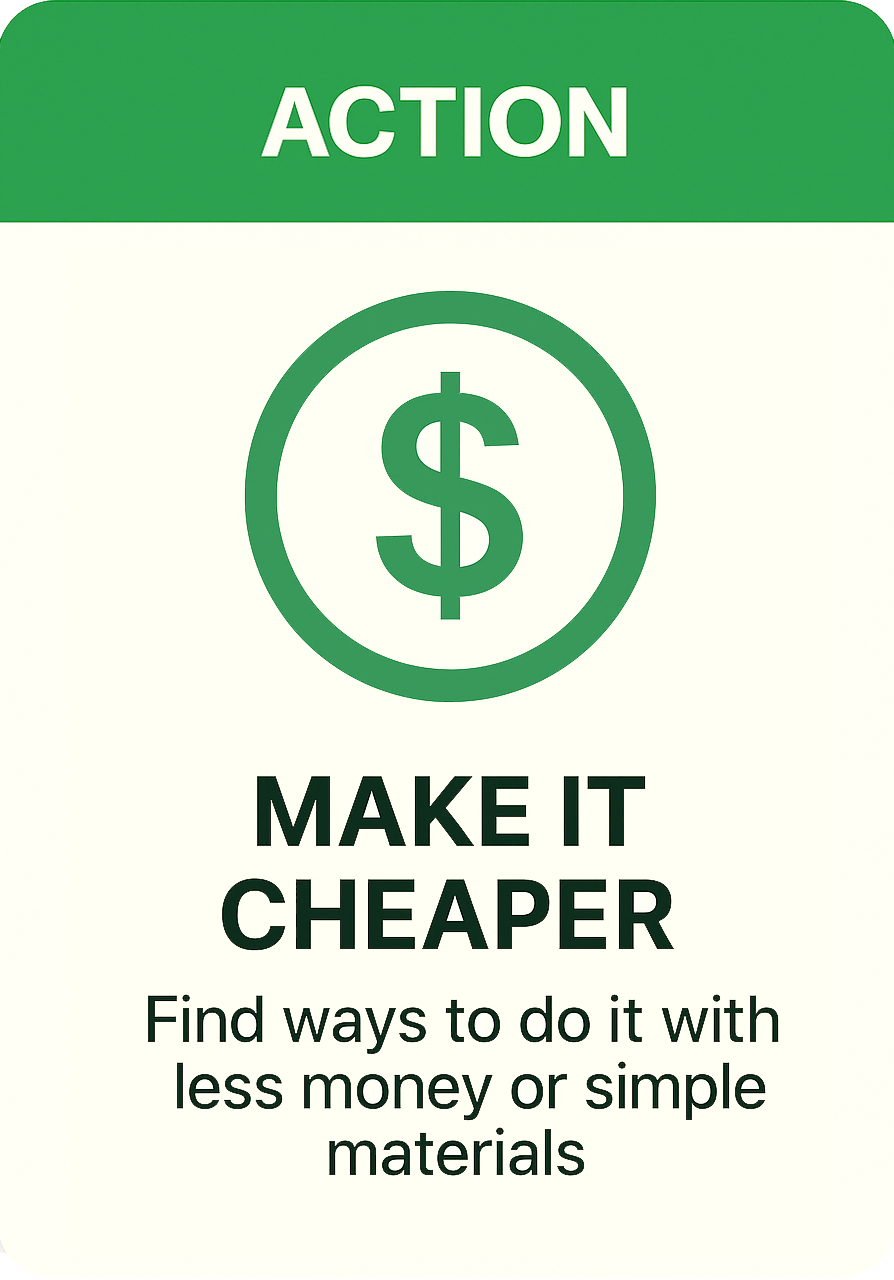 ACTION
$
MAKE IT
CHEAPER
Find ways to do it with
less money or simple
materials